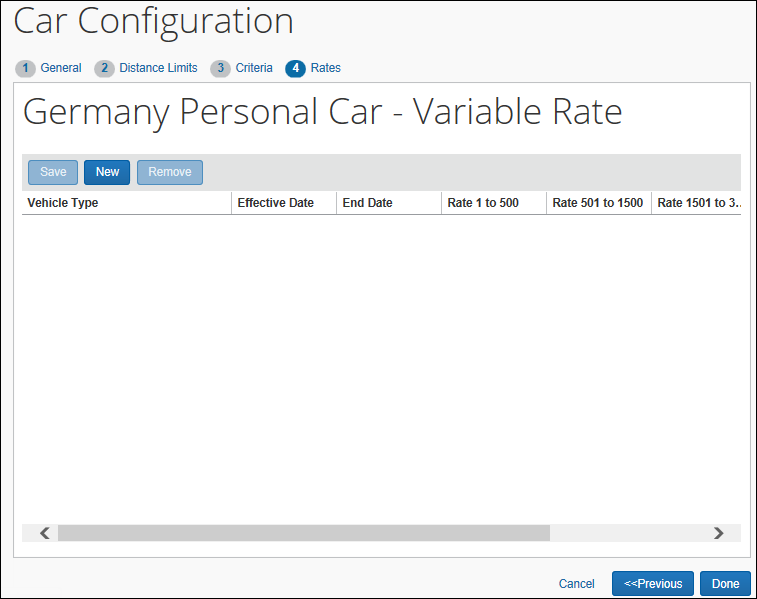 Car Configuration
1 General 2 Distance Limits 3 Criteria 4 Rates
Germany Personal Car - Variable Rate
Save New Remove
Vehicle Type Effective Date End Date Rate 1 to 500 Rate 501 to 1500 Rate 1501 to 3...
Cancel <<Previous Done